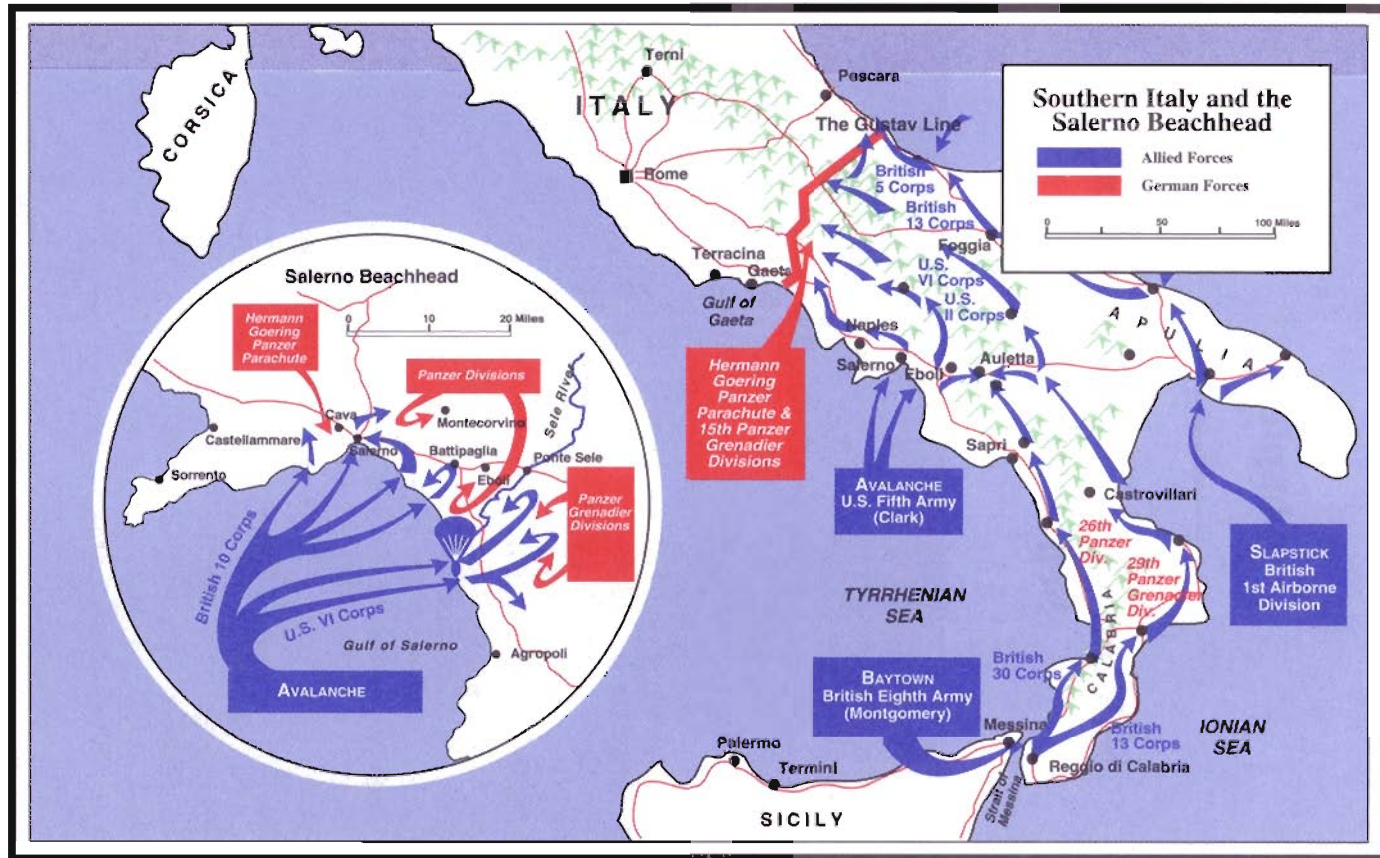 CORSICA
Terni
ITALY
Pescara
The Gustav Line
Rome
British
5 Corps
British
13 Corps
Foggia
Terracina
Gaeta
Gulf of
Gaeta
U.S.
VI Corps
U.S.
II Corps
Naples
Salerno
Eboli
Auletta
APULIA
Southern Italy and the
Salerno Beachhead
Allied Forces
German Forces
0 50 100 Miles
Hermann
Goering
Panzer
Parachute &
15th Panzer
Grenadier
Divisions
AVALANCHE
U.S. Fifth Army
(Clark)
Sapri
Castrovillari
26th
Panzer
Div.
29th
Panzer
Grenadier
Div.
SLAPSTICK
British
1st Airborne
Division
TYRRHENIAN
SEA
CALABRIA
British
30 Corps
BAYTOWN
British Eighth Army
(Montgomery)
Messina
British
13 Corps
IONIAN
SEA
Reggio di Calabria
Strait of
Messina
Palermo
Termini
SICILY
Salerno Beachhead
0 10 20 Miles
Hermann
Goering
Panzer
Parachute
Panzer Divisions
Sele River
Cava
Montecorvino
Castellammare
Salerno
Battipaglia
Ponte Sele
Eboli
Sorrento
Panzer
Grenadier
Divisions
British 10 Corps
U.S. VI Corps
Gulf of Salerno
Agropoli
AVALANCHE